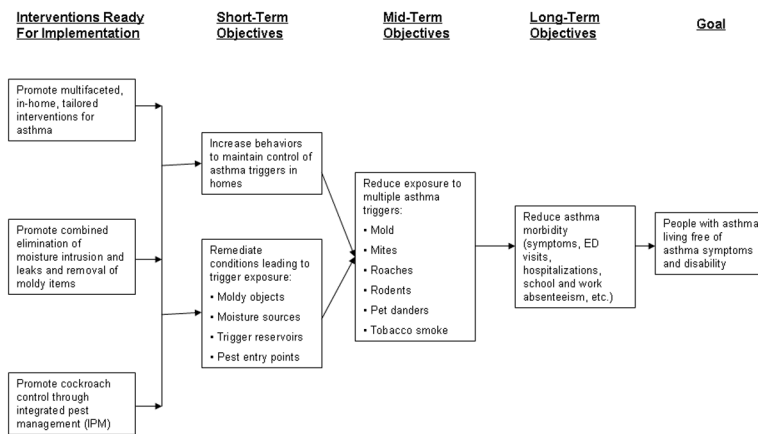 Interventions Ready
For Implementation
Short-Term
Objectives
Mid-Term
Objectives
Long-Term
Objectives
Goal
Promote multifaceted,
in-home, tailored
interventions for
asthma
Promote combined
elimination of
moisture intrusion and
leaks and removal of
moldy items
Promote cockroach
control through
integrated pest
management (IPM)
Increase behaviors
to maintain control of
asthma triggers in
homes
Remediate
conditions leading to
trigger exposure:
• Moldy objects
• Moisture sources
• Trigger reservoirs
• Pest entry points
Reduce exposure to
multiple asthma
triggers:
• Mold
• Mites
• Roaches
• Rodents
• Pet danders
• Tobacco smoke
Reduce asthma
morbidity
(symptoms, ED
visits,
hospitalizations,
school and work
absenteeism, etc.)
People with asthma
living free of
asthma symptoms
and disability